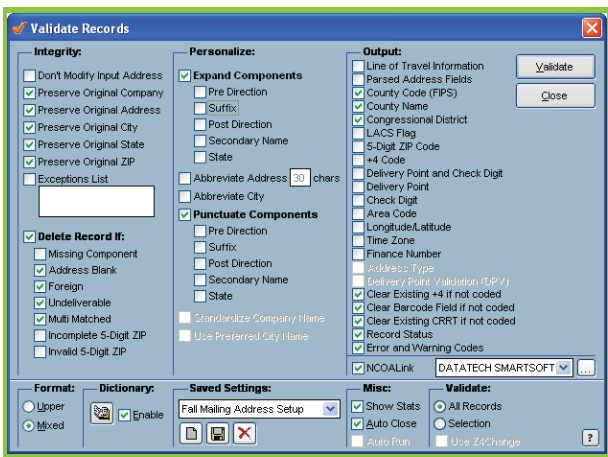 Validate Records
Integrity:
Don't Modify Input Address
Preserve Original Company
Preserve Original Address
Preserve Original City
Preserve Original State
Preserve Original ZIP
Exceptions List
Delete Record If:
Missing Component
Address Blank
Foreign
Undeliverable
Multi Matched
Incomplete 5-Digit ZIP
Invalid 5-Digit ZIP
Personalize:
Expand Components
Pre Direction
Suffix
Post Direction
Secondary Name
State
Abbreviate Address 30 chars
Abbreviate City
Punctuate Components
Pre Direction
Suffix
Post Direction
Secondary Name
State
Standardize Company Name
Use Preferred City Name
Output:
Line of Travel Information
Parsed Address Fields
County Code (FIPS)
County Name
Congressional District
LACS Flag
5-Digit ZIP Code
+4 Code
Delivery Point and Check Digit
Delivery Point
Check Digit
Area Code
Longitude/Latitude
Time Zone
Finance Number
Address Type
Delivery Point Validation (DPV)
Clear Existing +4 if not coded
Clear Barcode Field if not coded
Clear Existing CRRT if not coded
Record Status
Error and Warning Codes
NCOALink DATATECH SMARTSOFT ...
Validate
Close
Format:
Upper
Mixed
Dictionary:
Enable
Saved Settings:
Fall Mailing Address Setup
Misc:
Show Stats
Auto Close
Auto Run
Validate:
All Records
Selection
Use Z4Change
?